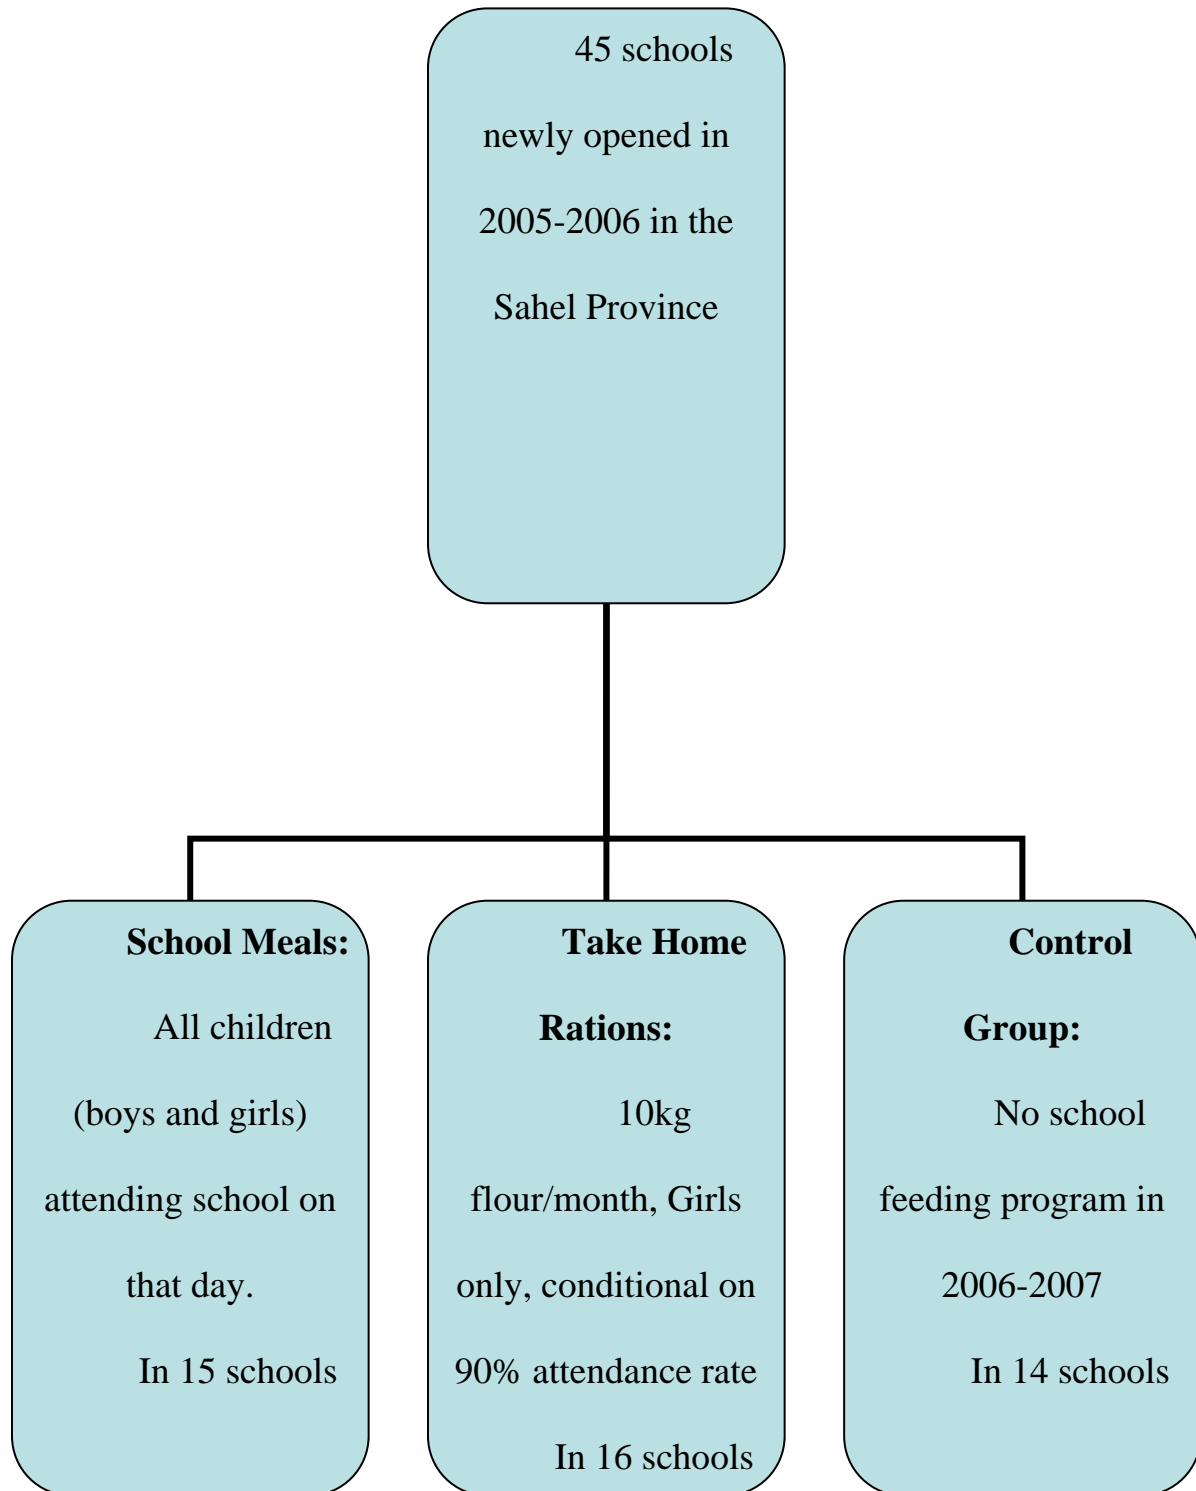 45 schools
newly opened in
2005-2006 in the
Sahel Province
School Meals:
All children
(boys and girls)
attending school on
that day.
In 15 schools
Take Home
Rations:
10kg
flour/month, Girls
only, conditional on
90% attendance rate
In 16 schools
Control
Group:
No school
feeding program in
2006-2007
In 14 schools